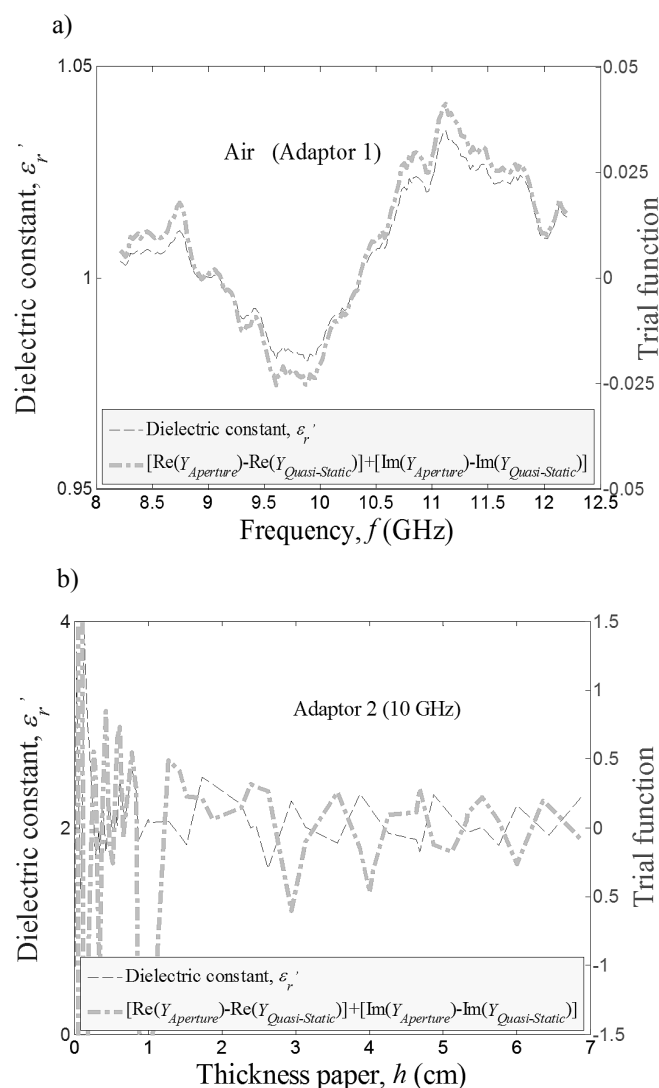 a)
1.05
0.05
Dielectric constant, εr'
Air (Adaptor 1)
0.025
1
0
Trial function
-0.025
Dielectric constant, εr'
[Re(YAperture)-Re(YQuasi-Static)]+[Im(YAperture)-Im(YQuasi-Static)]
0.95
-0.05
8 8.5 9 9.5 10 10.5 11 11.5 12 12.5
Frequency, f (GHz)
b)
4
1.5
Dielectric constant, εr'
Adaptor 2 (10 GHz)
1
0.5
2
0
Trial function
0.5
-1
Dielectric constant, εr'
[Re(YAperture)-Re(YQuasi-Static)]+[Im(YAperture)-Im(YQuasi-Static)]
0
-1.5
0 1 2 3 4 5 6 7
Thickness paper, h (cm)